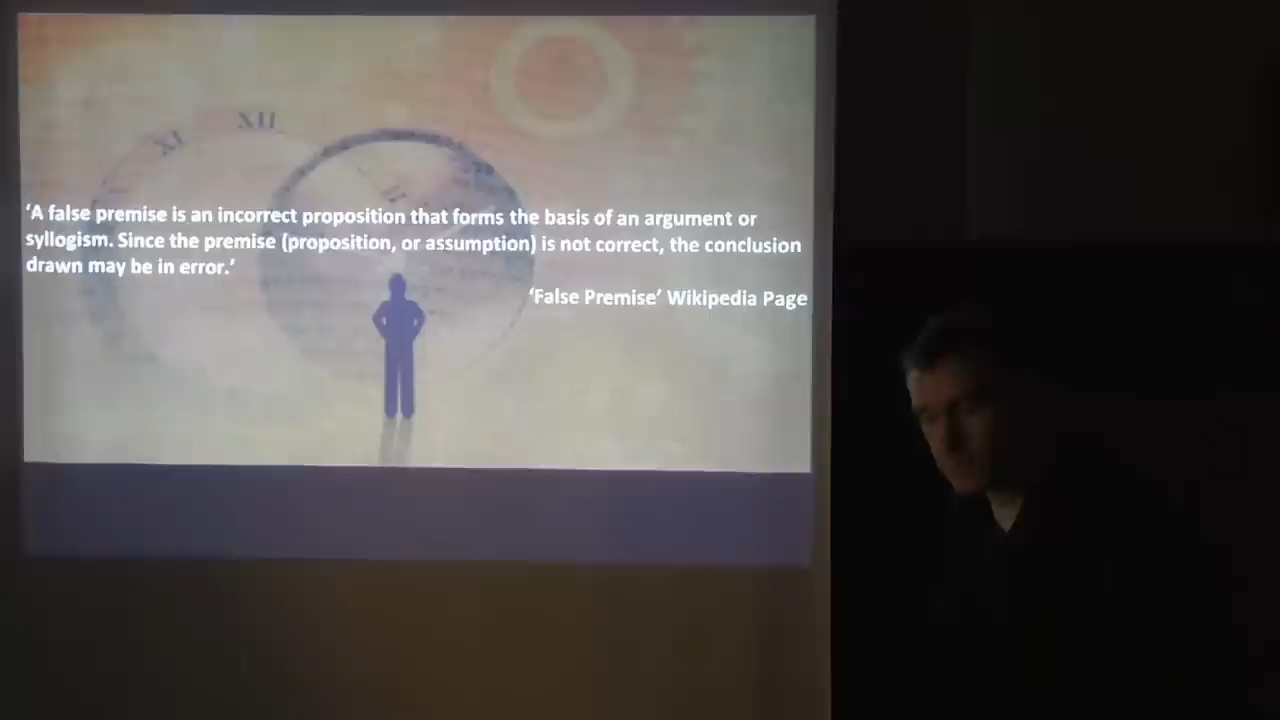 XII
XI
‘A false premise is an incorrect proposition that forms the basis of an argument or
syllogism. Since the premise (proposition, or assumption) is not correct, the conclusion
drawn may be in error.’
‘False Premise’ Wikipedia Page